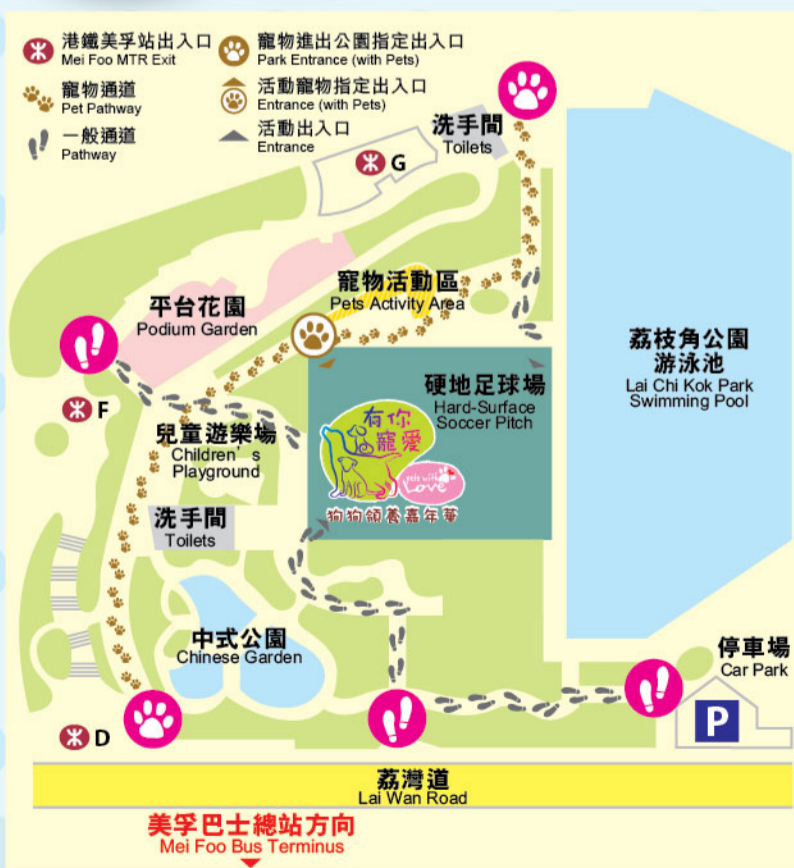 港鐵美孚站出入口
Mei Foo MTR Exit
寵物通道
Pet Pathway
一般通道
Pathway
寵物進出公園指定出入口
Park Entrance (with Pets)
活動寵物指定出入口
Entrance (with Pets)
活動出入口
Entrance
洗手間
Toilets
G
寵物活動區
Pets Activity Area
平台花園
Podium Garden
荔枝角公園
游泳池
Lai Chi Kok Park
Swimming Pool
硬地足球場
Hard-Surface
Soccer Pitch
F
有你
寵愛
pets with
Love
狗狗領養嘉年華
兒童遊樂場
Children's
Playground
洗手間
Toilets
中式公園
Chinese Garden
停車場
Car Park
P
D
荔灣道
Lai Wan Road
美孚巴士總站方向
Mei Foo Bus Terminus